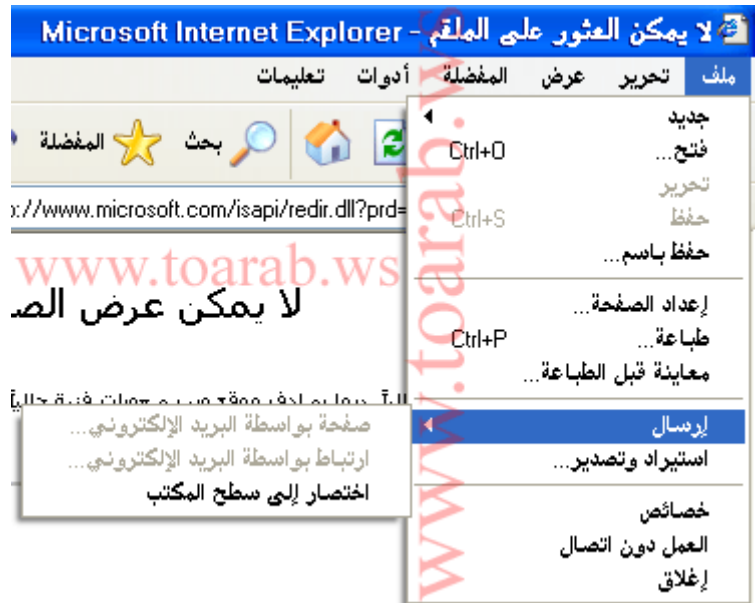 لا يمكن العثور على الملقم - Microsoft Internet Explorer
ملف تحرير عرض المفضلة أدوات تعليمات
بحث المفضلة
://www.microsoft.com/isapi/redir.dll?prd=
www.toarab.ws
لا يمكن عرض الص
جديد
فتح... Ctrl+O
تحرير
حفظ Ctrl+S
حفظ باسم...
إعداد الصفحة...
طباعة... Ctrl+P
معاينة قبل الطباعة...
إرسال
استيراد وتصدير...
خصائص
العمل دون اتصال
إغلاق
صفحة بواسطة البريد الإلكتروني...
ارتباط بواسطة البريد الإلكتروني...
اختصار إلى سطح المكتب
www.toarab.ws